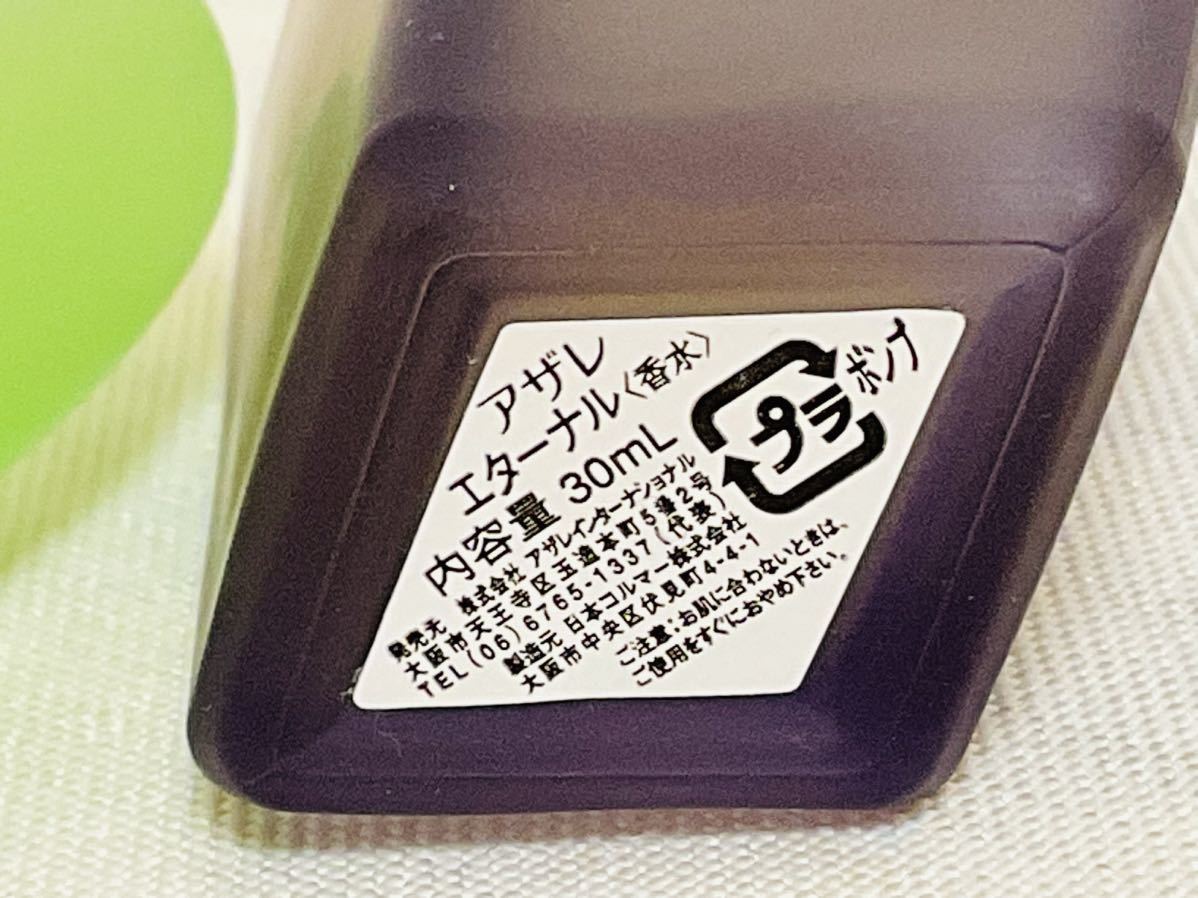 アザレ
エターナル〈香水〉
内容量 30mL
発売元 株式会社 アザレインターナショナル
大阪市天王寺区玉造本町5番2号
TEL(06)6765-1337(代表)
製造元 日本コルマー株式会社
大阪市中央区伏見町4-4-1
ご注意:お肌に合わないときは、
ご使用をすぐにおやめ下さい。
プラ
ポンプ